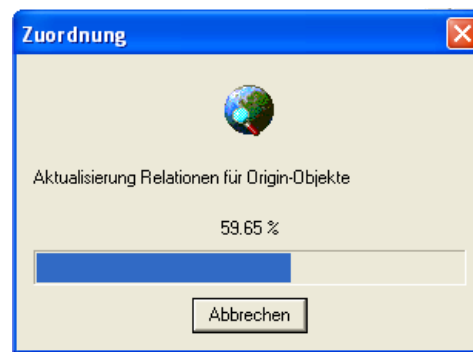 Zuordnung
Aktualisierung Relationen für Origin-Objekte
59.65 %
Abbrechen